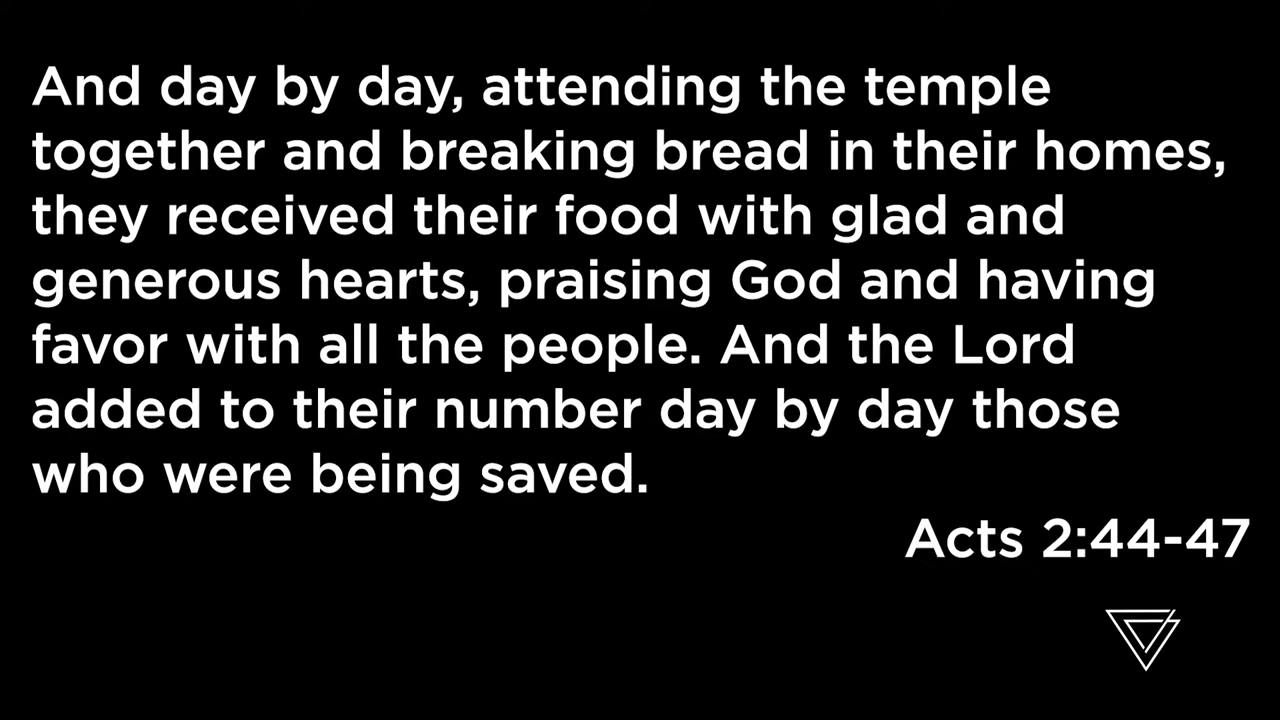 And day by day, attending the temple
together and breaking bread in their homes,
they received their food with glad and
generous hearts, praising God and having
favor with all the people. And the Lord
added to their number day by day those
who were being saved.
Acts 2:44-47